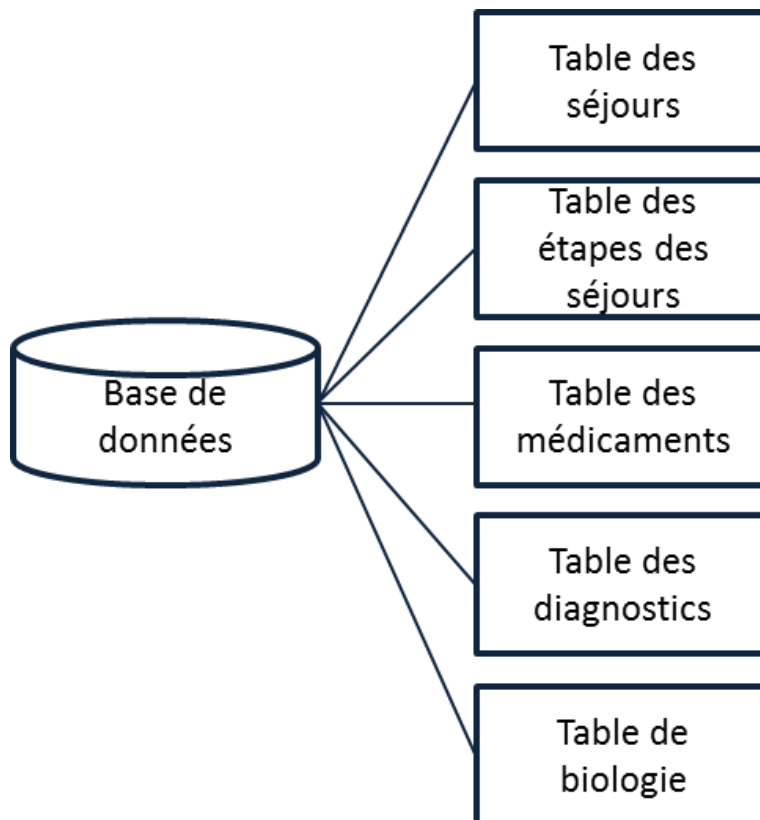 Table des
séjours
Table des
étapes des
séjours
Base de
données
Table des
médicaments
Table des
diagnostics
Table de
biologie